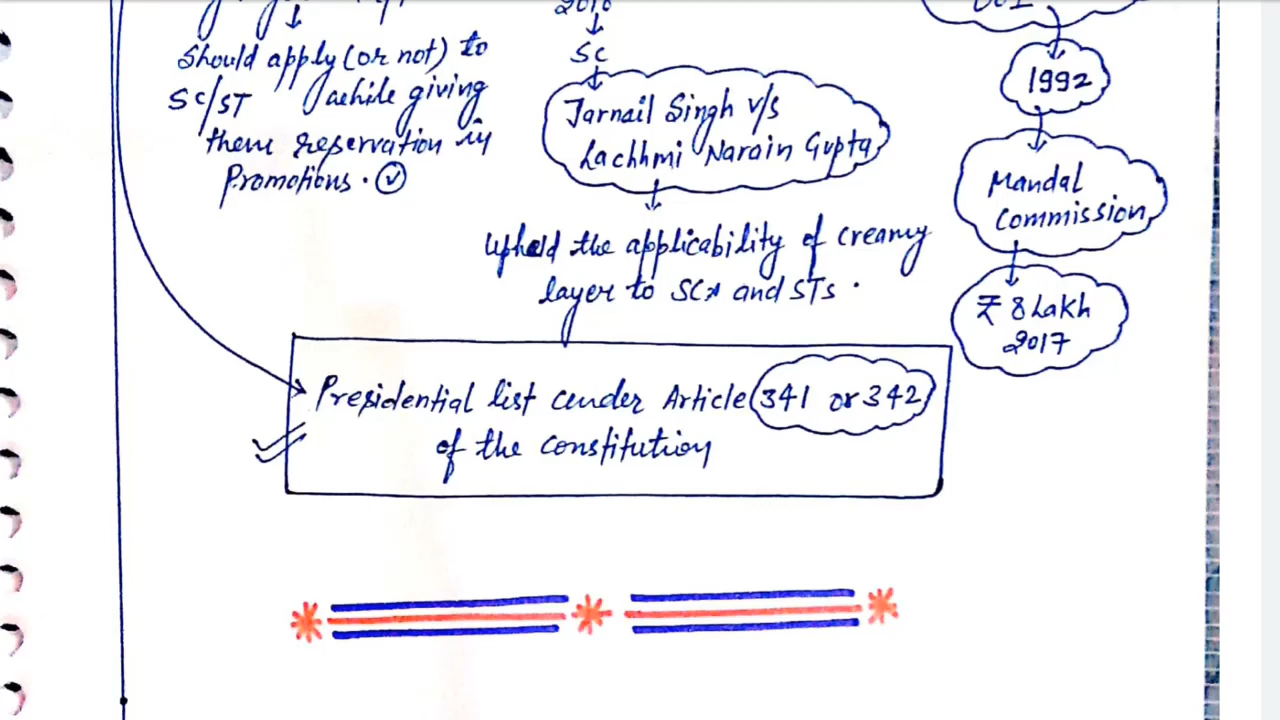 Should apply (or not) to
SC/ST while giving
them reservation in
Promotions.
SC
Jarnail Singh v/s
Lachhmi Narain Gupta
Upheld the applicability of creamy
layer to SCs and STs.
1992
Mandal
Commission
₹ 8 Lakh
2017
Presidential list under Article 341 or 342
of the constitution